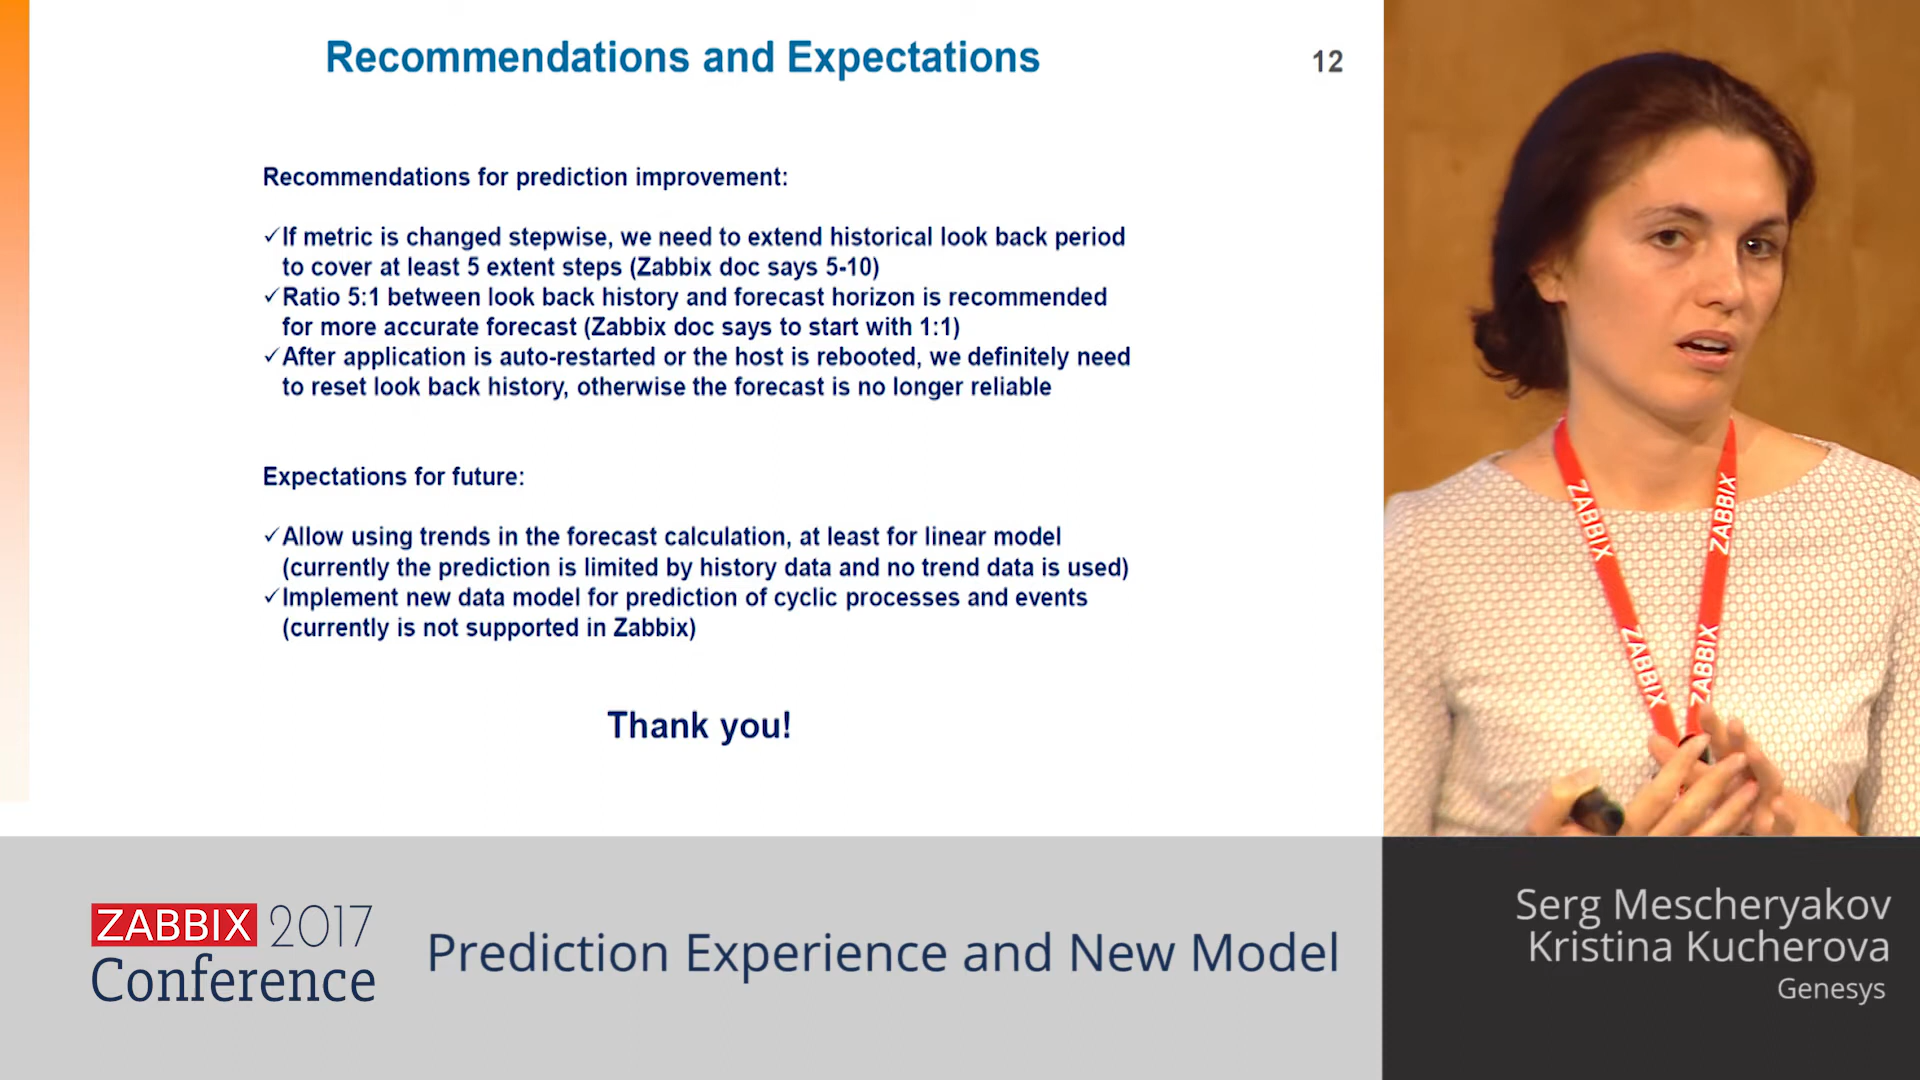 Recommendations and Expectations
12
Recommendations for prediction improvement:
✓If metric is changed stepwise, we need to extend historical look back period
to cover at least 5 extent steps (Zabbix doc says 5-10)
✓Ratio 5:1 between look back history and forecast horizon is recommended
for more accurate forecast (Zabbix doc says to start with 1:1)
✓After application is auto-restarted or the host is rebooted, we definitely need
to reset look back history, otherwise the forecast is no longer reliable
Expectations for future:
✓Allow using trends in the forecast calculation, at least for linear model
(currently the prediction is limited by history data and no trend data is used)
✓Implement new data model for prediction of cyclic processes and events
(currently is not supported in Zabbix)
Thank you!
ZABBIX
ZABBIX
ZABBIX
ZABBIX
ZABBIX 2017
Conference
Prediction Experience and New Model
Serg Mescheryakov
Kristina Kucherova
Genesys